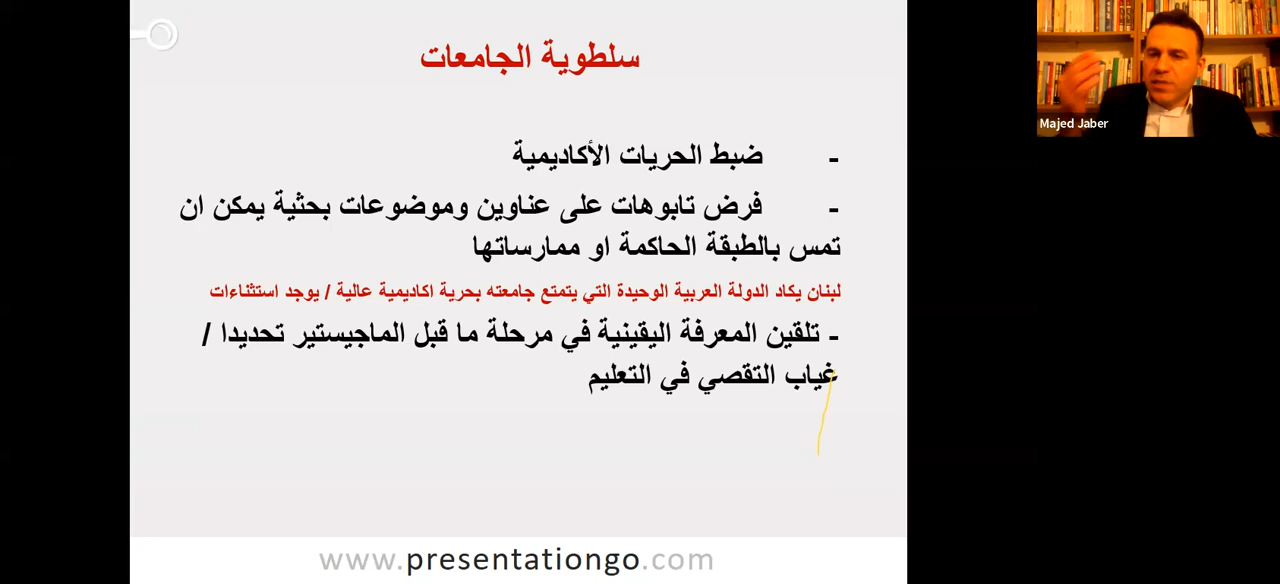 سلطوية الجامعات
- ضبط الحريات الأكاديمية
- فرض تابوهات على عناوين وموضوعات بحثية يمكن ان
تمس بالطبقة الحاكمة او ممارساتها
لبنان يكاد الدولة العربية الوحيدة التي يتمتع جامعته بحرية اكاديمية عالية / يوجد استثناءات
- تلقين المعرفة اليقينية في مرحلة ما قبل الماجيستير تحديدا /
غياب التقصي في التعليم
www.presentationgo.com
Majed Jaber